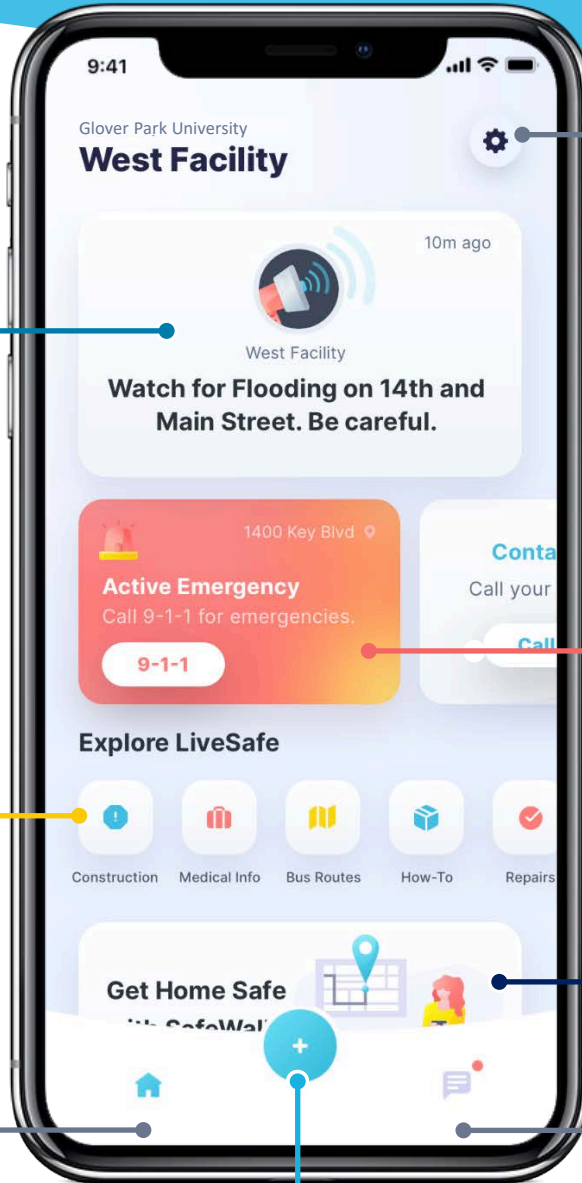 9:41
Glover Park University
West Facility
10m ago
West Facility
Watch for Flooding on 14th and
Main Street. Be careful.
1400 Key Blvd
Active Emergency
Call 9-1-1 for emergencies.
9-1-1
Conta
Call your
Call
Explore LiveSafe
Construction
Medical Info
Bus Routes
How-To
Repairs
Get Home Safe